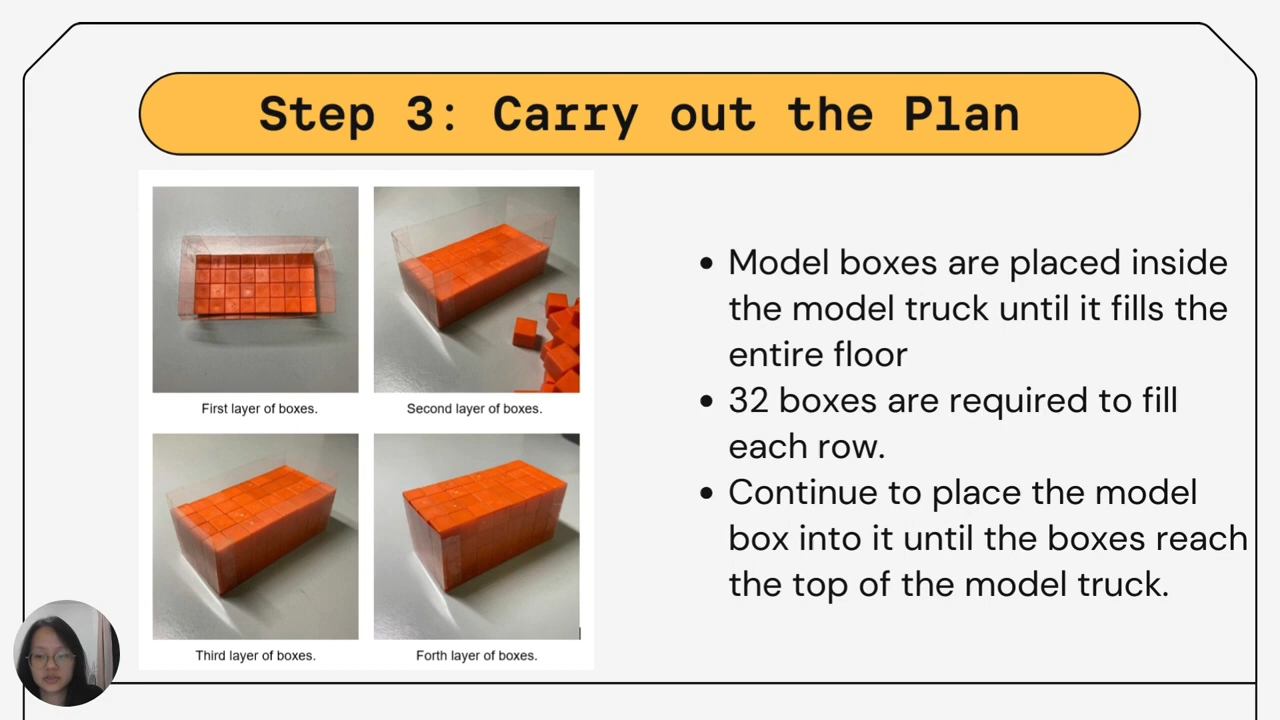 Step 3: Carry out the Plan
First layer of boxes.
Second layer of boxes.
Third layer of boxes.
Forth layer of boxes.
• Model boxes are placed inside
the model truck until it fills the
entire floor
• 32 boxes are required to fill
each row.
• Continue to place the model
box into it until the boxes reach
the top of the model truck.